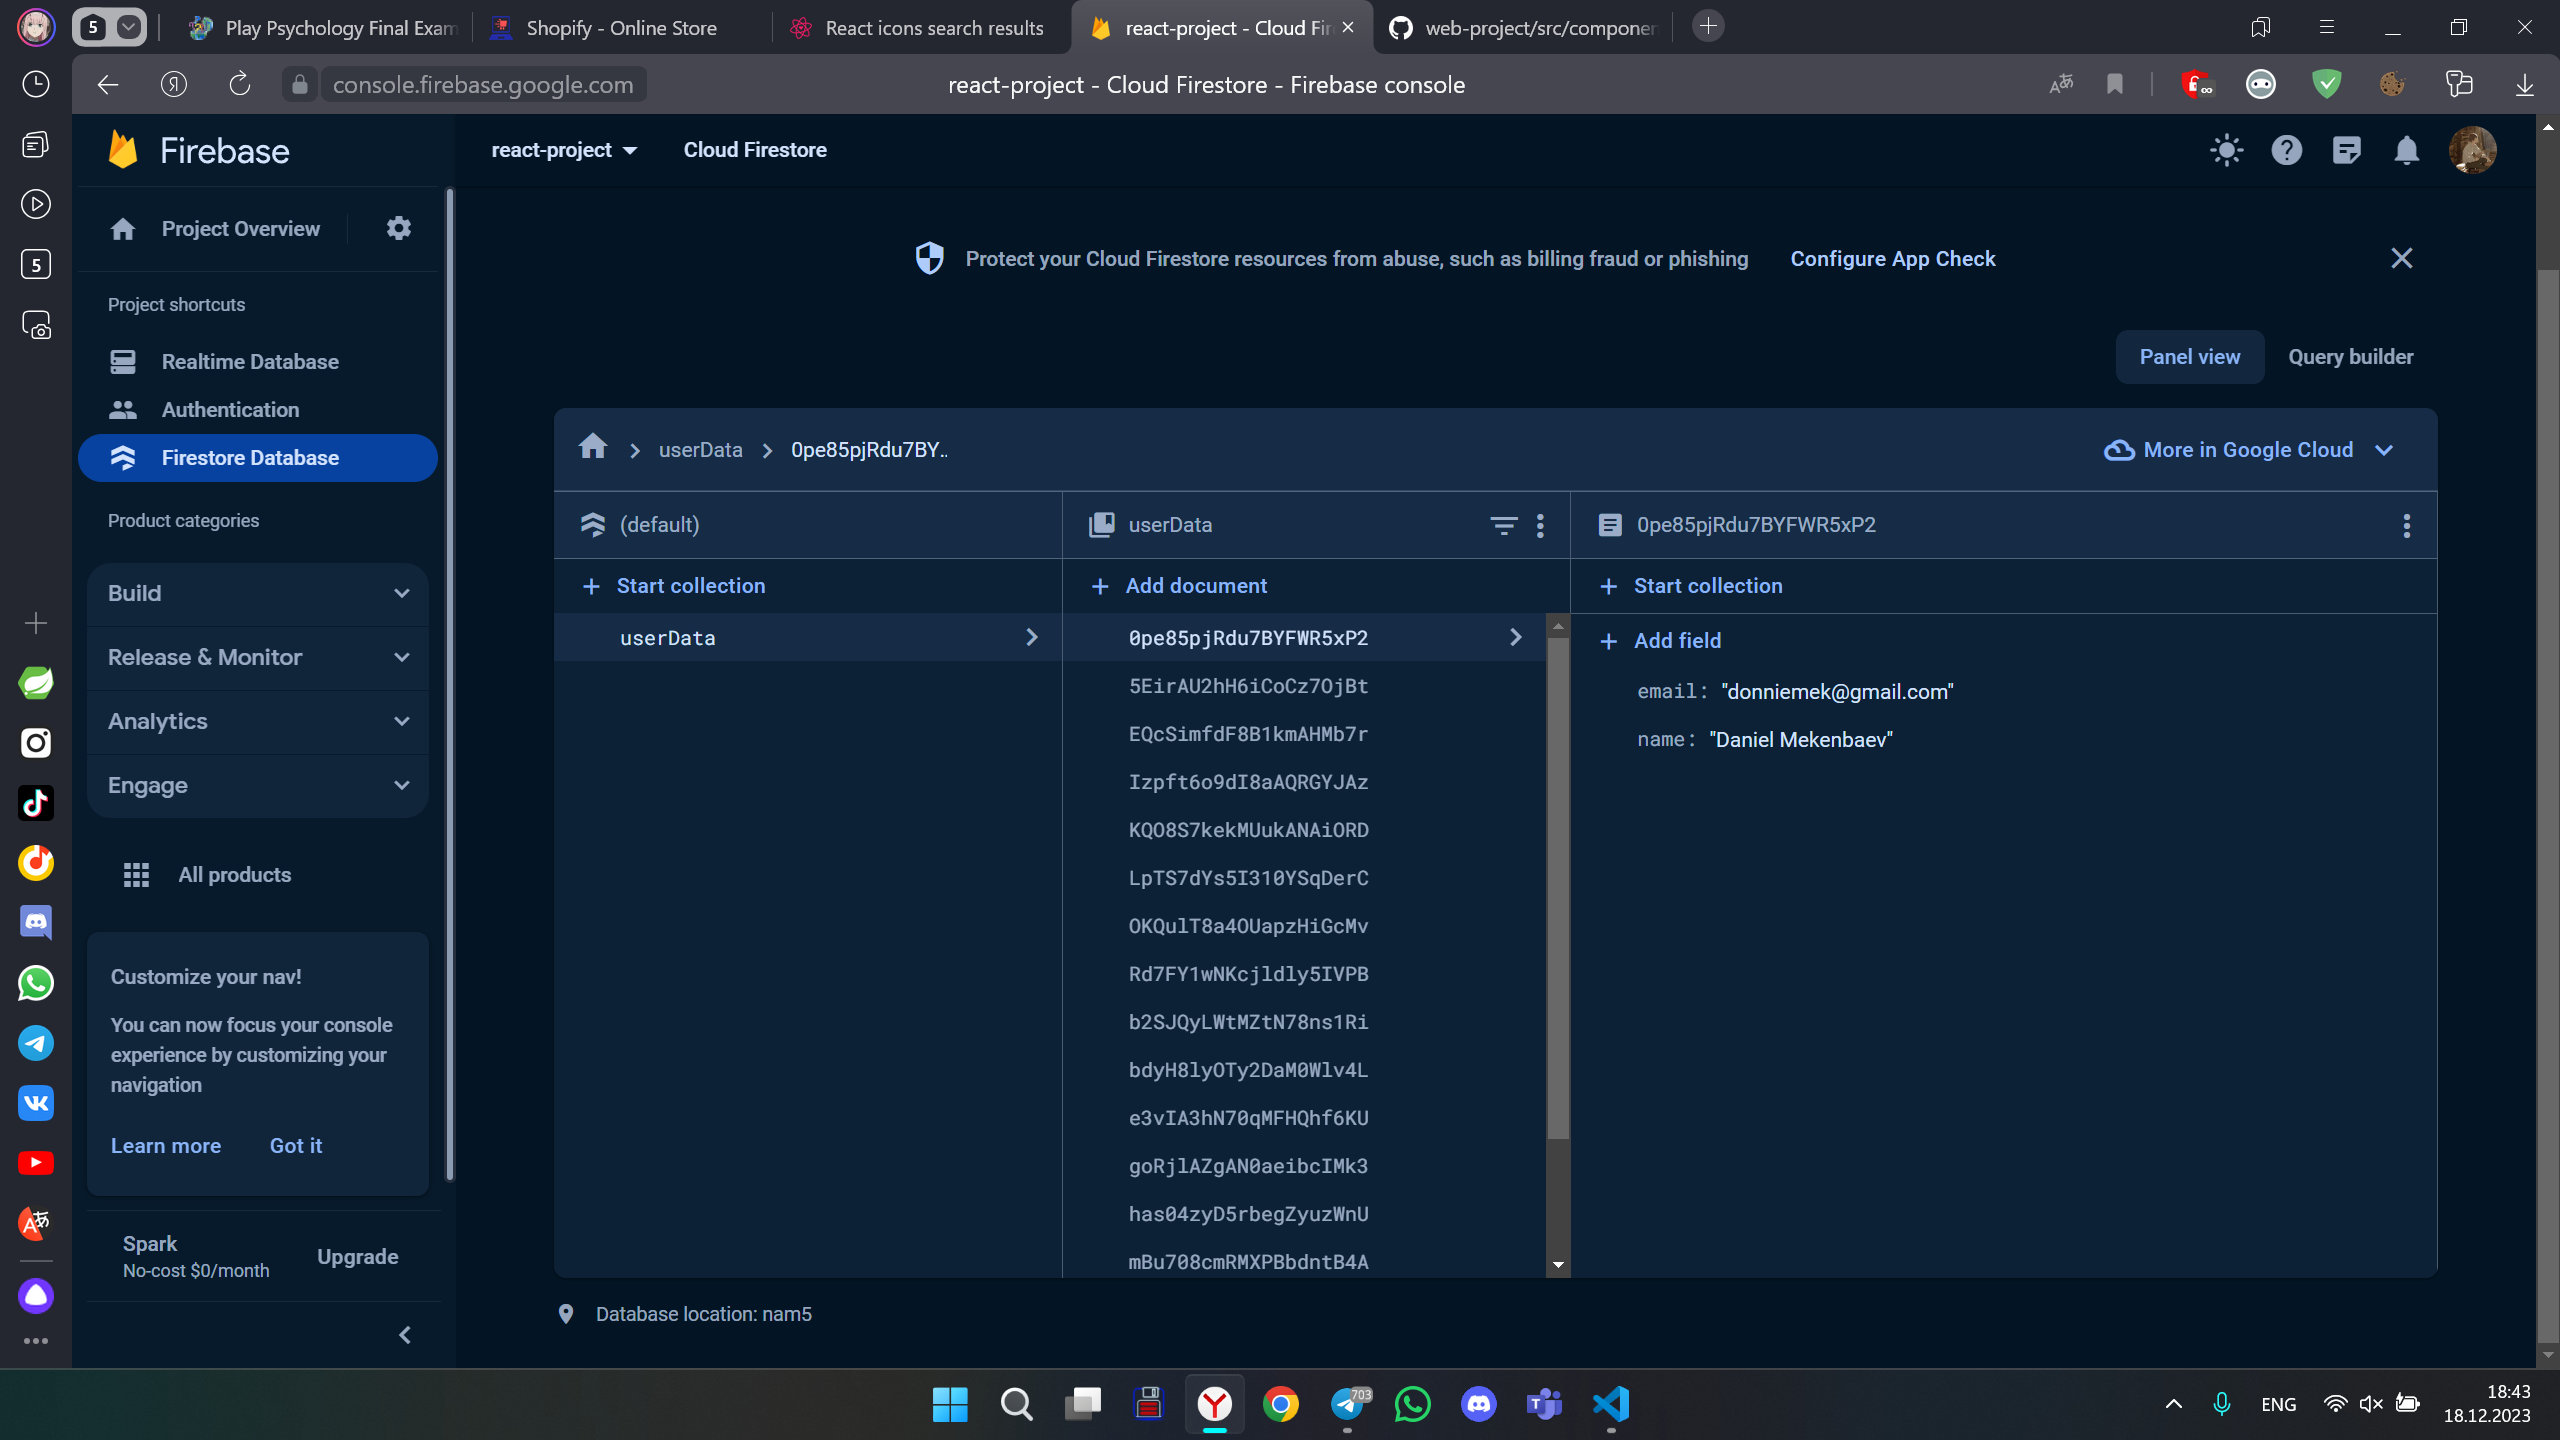 5
Play Psychology Final Exam
Shopify - Online Store
React icons search results
react-project - Cloud Fir
web-project/src/componen
console.firebase.google.com
react-project - Cloud Firestore - Firebase console
5
Firebase
react-project
Cloud Firestore
Project Overview
Protect your Cloud Firestore resources from abuse, such as billing fraud or phishing
Configure App Check
Project shortcuts
Realtime Database
Authentication
Firestore Database
Product categories
Build
Release & Monitor
Analytics
Engage
All products
Customize your nav!
You can now focus your console
experience by customizing your
navigation
Learn more
Got it
Spark
No-cost $0/month
Upgrade
Panel view
Query builder
userData
0pe85pjRdu7BY..
More in Google Cloud
(default)
Start collection
userData
userData
Add document
0pe85pjRdu7BYFWR5xP2
5EirAU2hH6iCoCz7OjBt
EQcSimfdF8B1kmAHMb7r
Izpft6o9dI8aAQRGYJAz
KQO8S7kekMUukANAiORD
LpTS7dYs5I310YSqDerC
OKQulT8a4OUapzHiGcMv
Rd7FY1wNKcjldly5IVPB
b2SJQyLWtMZtN78ns1Ri
bdyH8lyOTy2DaM0Wlv4L
e3vIA3hN70qMFHQhf6KU
goRjlAZgAN0aeibcIMk3
has04zyD5rbegZyuzWnU
mBu708cmRMXPBbdntB4A
0pe85pjRdu7BYFWR5xP2
Start collection
Add field
email: "donniemek@gmail.com"
name: "Daniel Mekenbaev"
Database location: nam5
703
ENG
18:43
18.12.2023